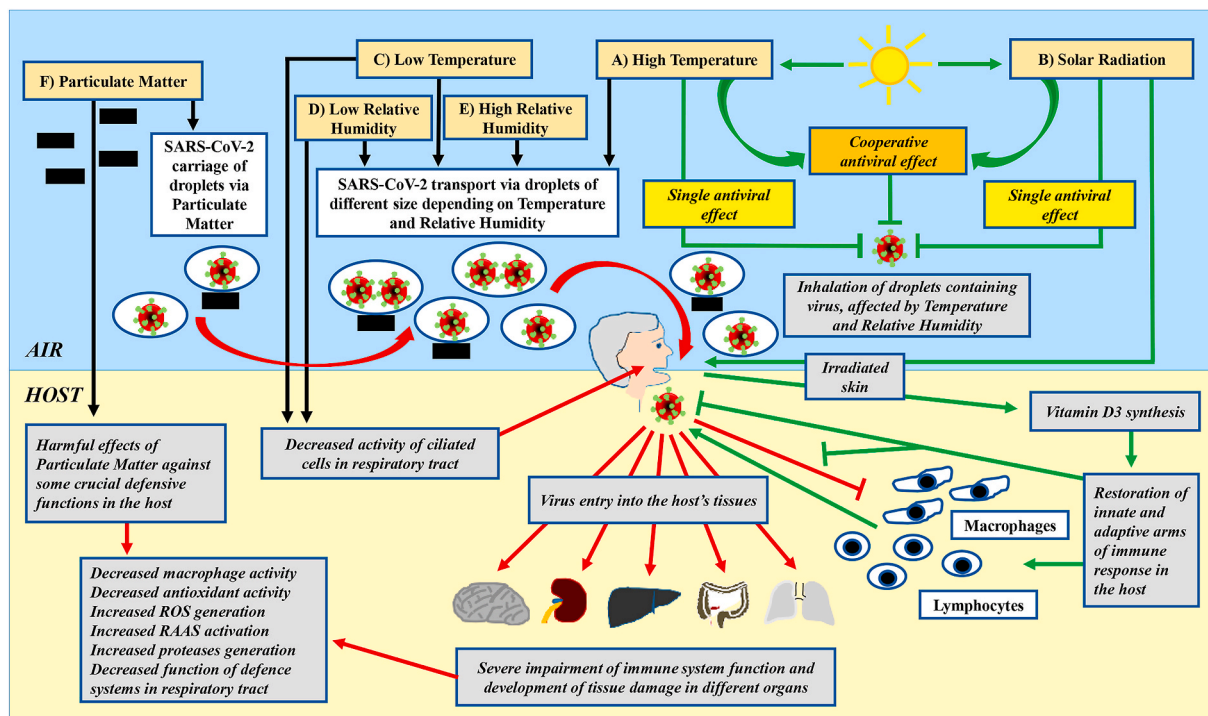 F) Particulate Matter
C) Low Temperature
A) High Temperature
B) Solar Radiation
D) Low Relative
Humidity
E) High Relative
Humidity
SARS-CoV-2
carriage of
droplets via
Particulate
Matter
SARS-CoV-2 transport via droplets of
different size depending on Temperature
and Relative Humidity
Cooperative
antiviral effect
Single antiviral
effect
Single antiviral
effect
Inhalation of droplets containing
virus, affected by Temperature
and Relative Humidity
AIR
HOST
Irradiated
skin
Vitamin D3 synthesis
Harmful effects of
Particulate Matter against
some crucial defensive
functions in the host
Decreased activity of ciliated
cells in respiratory tract
Virus entry into the host's tissues
Macrophages
Lymphocytes
Restoration of
innate and
adaptive arms
of immune
response in
the host
Decreased macrophage activity
Decreased antioxidant activity
Increased ROS generation
Increased RAAS activation
Increased proteases generation
Decreased function of defence
systems in respiratory tract
Severe impairment of immune system function and
development of tissue damage in different organs